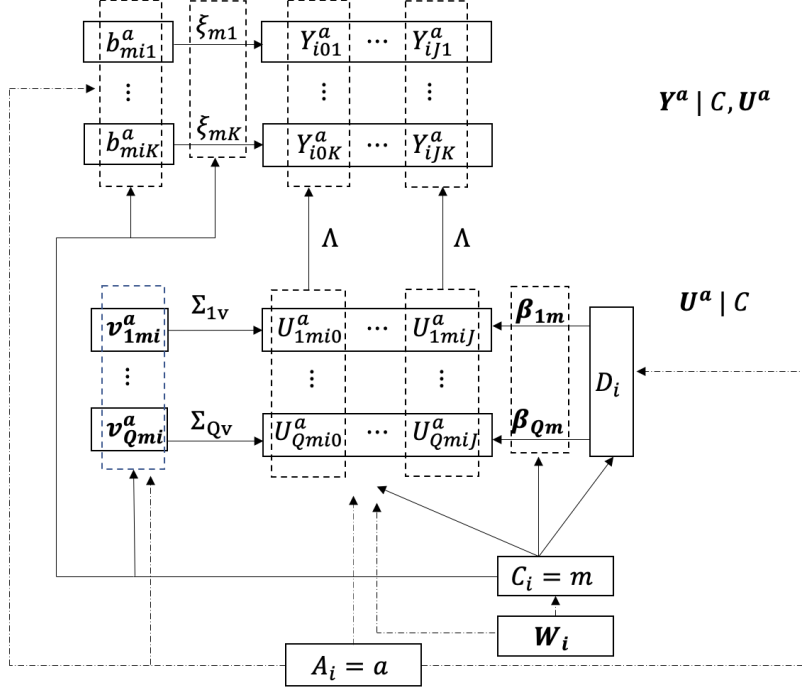 b^a_{mi1} ξ_{m1} Y^a_{i01} ⋯ Y^a_{iJ1}
⋮ ⋮ ⋮
Y^a | C, U^a
b^a_{miK} ξ_{mK} Y^a_{i0K} ⋯ Y^a_{iJK}
Λ Λ
U^a | C
v^a_{1mi} Σ_{1v} U^a_{1mi0} ⋯ U^a_{1miJ} β_{1m}
⋮ ⋮ ⋮ D_i
v^a_{Qmi} Σ_{Qv} U^a_{Qmi0} ⋯ U^a_{QmiJ} β_{Qm}
C_i = m
W_i
A_i = a